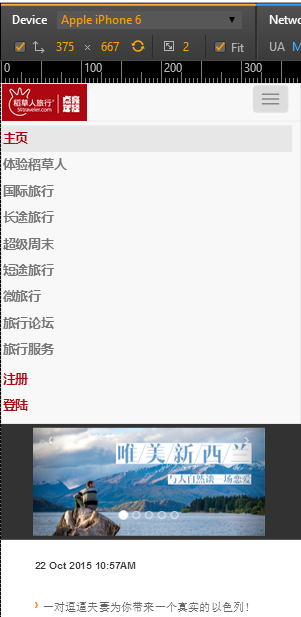 Device Apple iPhone 6 ▼ Netwo
375 × 667 2 Fit UA M
0 100 200 300
稻草人旅行 54traveler.com
主页
体验稻草人
国际旅行
长途旅行
超级周末
短途旅行
微旅行
旅行论坛
旅行服务
注册
登陆
唯美/新/西/兰
与人自然谈一场恋爱
22 Oct 2015 10:57AM
› 一对逗逼夫妻为你带来一个真实的以色列！